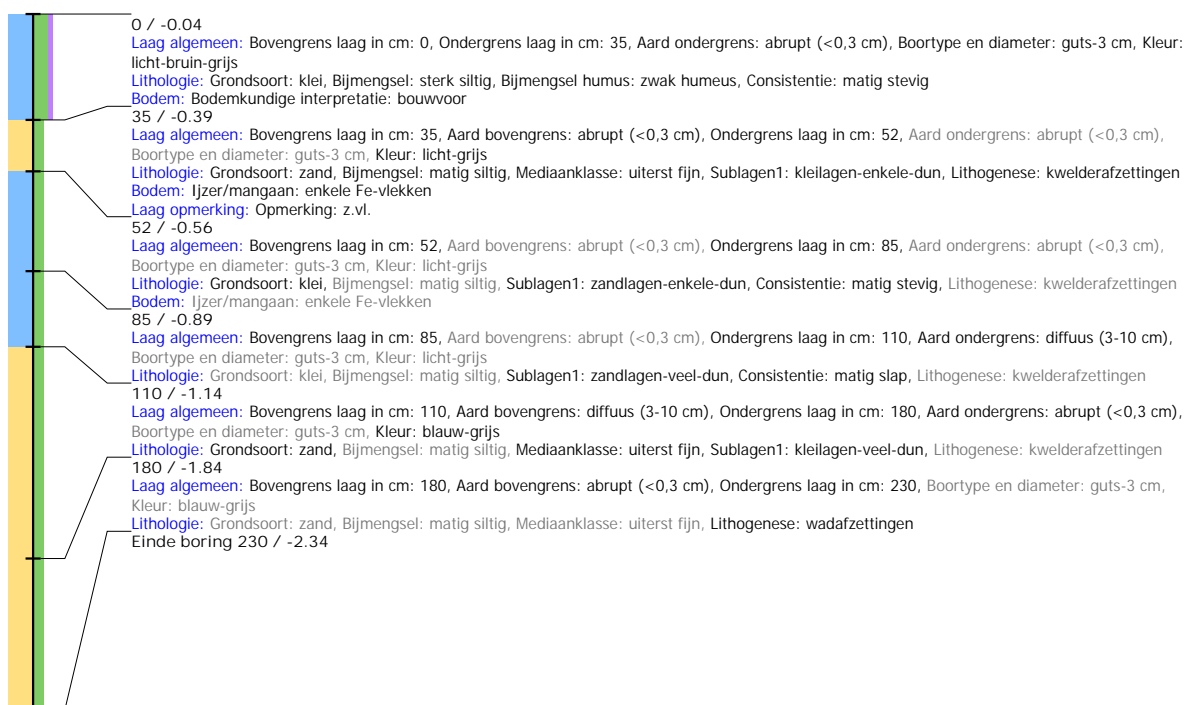 0 / -0.04
Laag algemeen: Bovengrens laag in cm: 0, Ondergrens laag in cm: 35, Aard ondergrens: abrupt (<0,3 cm), Boortype en diameter: guts-3 cm, Kleur:
licht-bruin-grijs
Lithologie: Grondsoort: klei, Bijmengsel: sterk siltig, Bijmengsel humus: zwak humeus, Consistentie: matig stevig
Bodem: Bodemkundige interpretatie: bouwvoor
35 / -0.39
Laag algemeen: Bovengrens laag in cm: 35, Aard bovengrens: abrupt (<0,3 cm), Ondergrens laag in cm: 52, Aard ondergrens: abrupt (<0,3 cm),
Boortype en diameter: guts-3 cm, Kleur: licht-grijs
Lithologie: Grondsoort: zand, Bijmengsel: matig siltig, Mediaanklasse: uiterst fijn, Sublagen1: kleilagen-enkele-dun, Lithogenese: kwelderafzettingen
Bodem: Ijzer/mangaan: enkele Fe-vlekken
Laag opmerking: Opmerking: z.vl.
52 / -0.56
Laag algemeen: Bovengrens laag in cm: 52, Aard bovengrens: abrupt (<0,3 cm), Ondergrens laag in cm: 85, Aard ondergrens: abrupt (<0,3 cm),
Boortype en diameter: guts-3 cm, Kleur: licht-grijs
Lithologie: Grondsoort: klei, Bijmengsel: matig siltig, Sublagen1: zandlagen-enkele-dun, Consistentie: matig stevig, Lithogenese: kwelderafzettingen
Bodem: Ijzer/mangaan: enkele Fe-vlekken
85 / -0.89
Laag algemeen: Bovengrens laag in cm: 85, Aard bovengrens: abrupt (<0,3 cm), Ondergrens laag in cm: 110, Aard ondergrens: diffuus (3-10 cm),
Boortype en diameter: guts-3 cm, Kleur: licht-grijs
Lithologie: Grondsoort: klei, Bijmengsel: matig siltig, Sublagen1: zandlagen-veel-dun, Consistentie: matig slap, Lithogenese: kwelderafzettingen
110 / -1.14
Laag algemeen: Bovengrens laag in cm: 110, Aard bovengrens: diffuus (3-10 cm), Ondergrens laag in cm: 180, Aard ondergrens: abrupt (<0,3 cm),
Boortype en diameter: guts-3 cm, Kleur: blauw-grijs
Lithologie: Grondsoort: zand, Bijmengsel: matig siltig, Mediaanklasse: uiterst fijn, Sublagen1: kleilagen-veel-dun, Lithogenese: kwelderafzettingen
180 / -1.84
Laag algemeen: Bovengrens laag in cm: 180, Aard bovengrens: abrupt (<0,3 cm), Ondergrens laag in cm: 230, Boortype en diameter: guts-3 cm,
Kleur: blauw-grijs
Lithologie: Grondsoort: zand, Bijmengsel: matig siltig, Mediaanklasse: uiterst fijn, Lithogenese: wadafzettingen
Einde boring 230 / -2.34